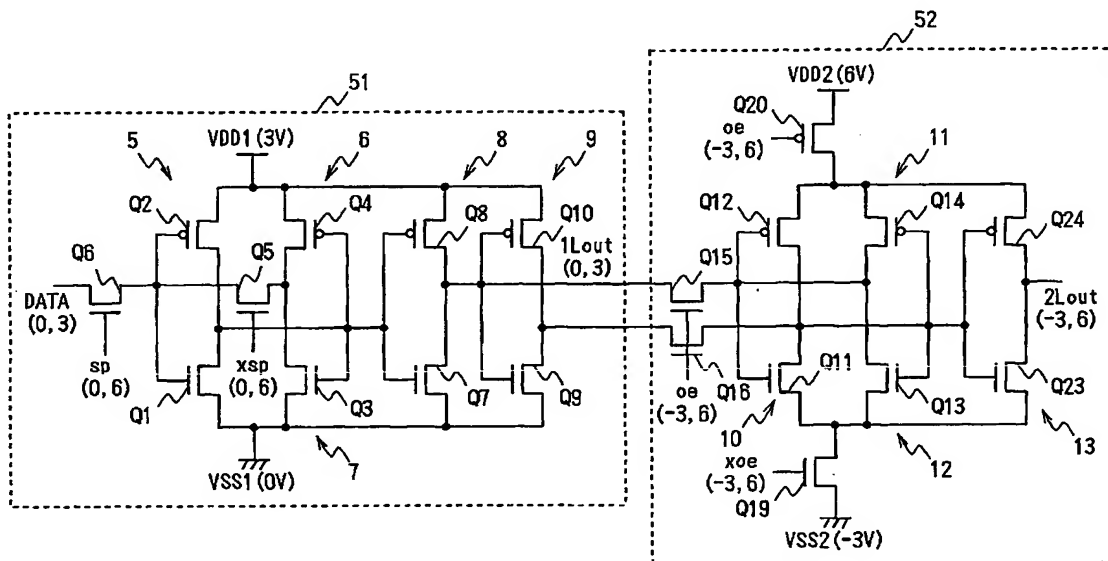 52
51
VDD2(6V)
Q20
oe
(-3,6)
5
VDD1(3V)
6
8
9
11
Q2
Q4
Q8
Q10
Q12
Q14
Q24
Q6
Q5
1Lout
(0,3)
Q15
DATA
(0,3)
2Lout
(-3,6)
sp
(0,6)
xsp
(0,6)
Q1
Q3
Q7
Q9
oe
(-3,6)
Q16
Q11
Q13
Q23
10
7
VSS1(0V)
xoe
(-3,6)
12
13
Q19
VSS2(-3V)